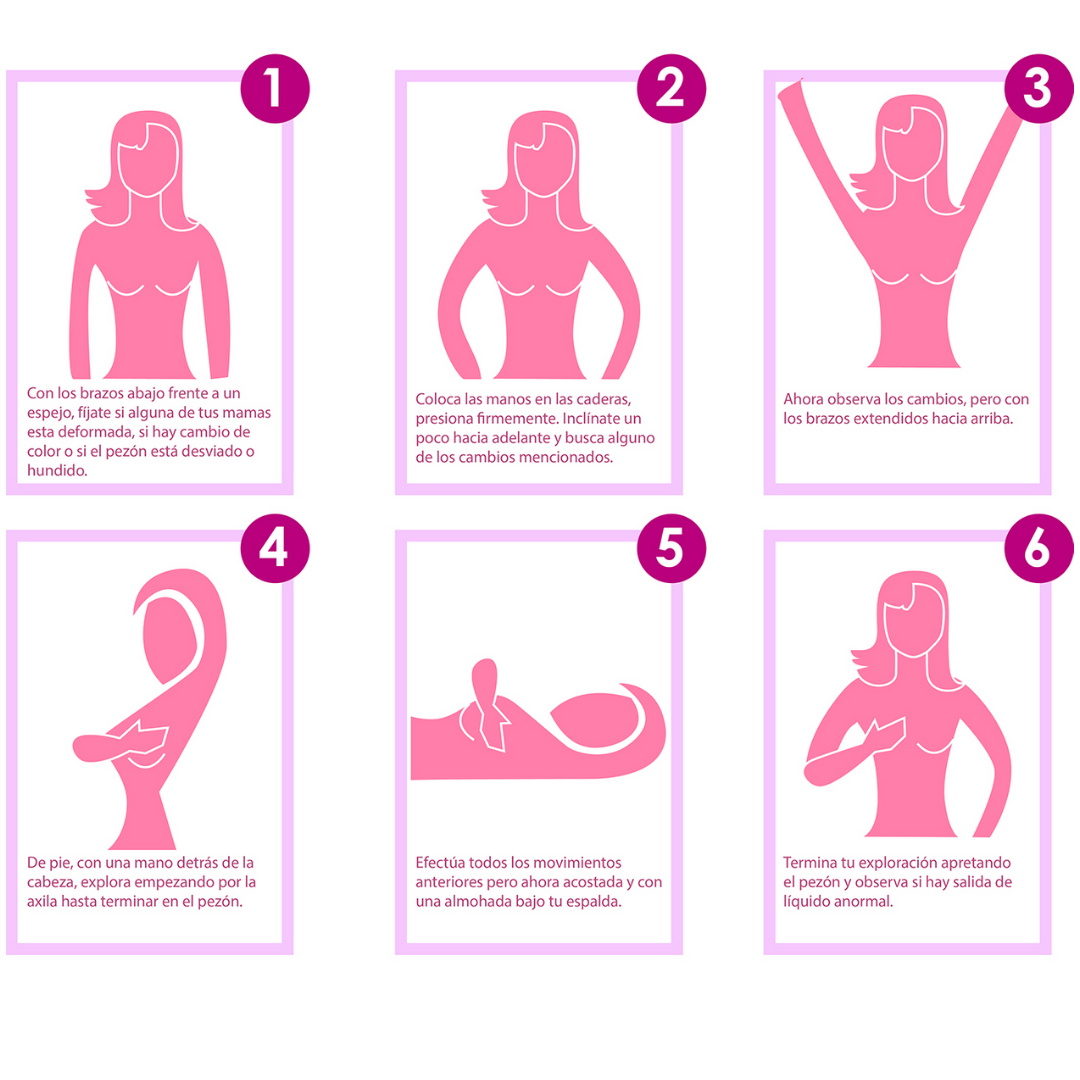 1
Con los brazos abajo frente a un
espejo, fíjate si alguna de tus mamas
esta deformada, si hay cambio de
color o si el pezón está desviado o
hundido.
2
Coloca las manos en las caderas,
presiona firmemente. Inclínate un
poco hacia adelante y busca alguno
de los cambios mencionados.
3
Ahora observa los cambios, pero con
los brazos extendidos hacia arriba.
4
De pie, con una mano detrás de la
cabeza, explora empezando por la
axila hasta terminar en el pezón.
5
Efectúa todos los movimientos
anteriores pero ahora acostada y con
una almohada bajo tu espalda.
6
Termina tu exploración apretando
el pezón y observa si hay salida de
líquido anormal.